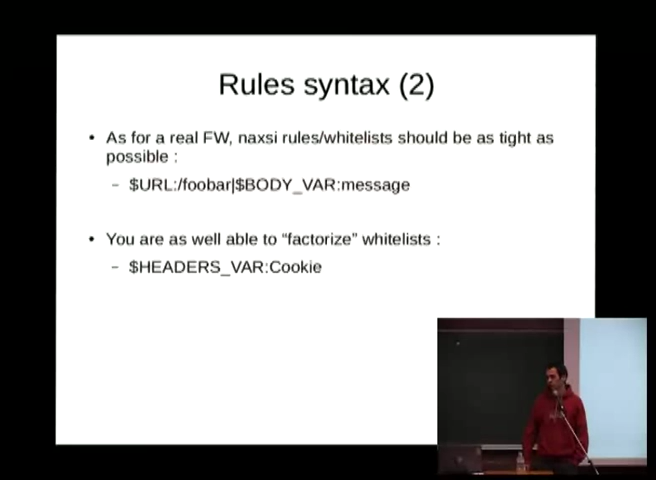 Rules syntax (2)
• As for a real FW, naxsi rules/whitelists should be as tight as
possible :
– $URL:/foobar|$BODY_VAR:message
• You are as well able to “factorize” whitelists :
– $HEADERS_VAR:Cookie